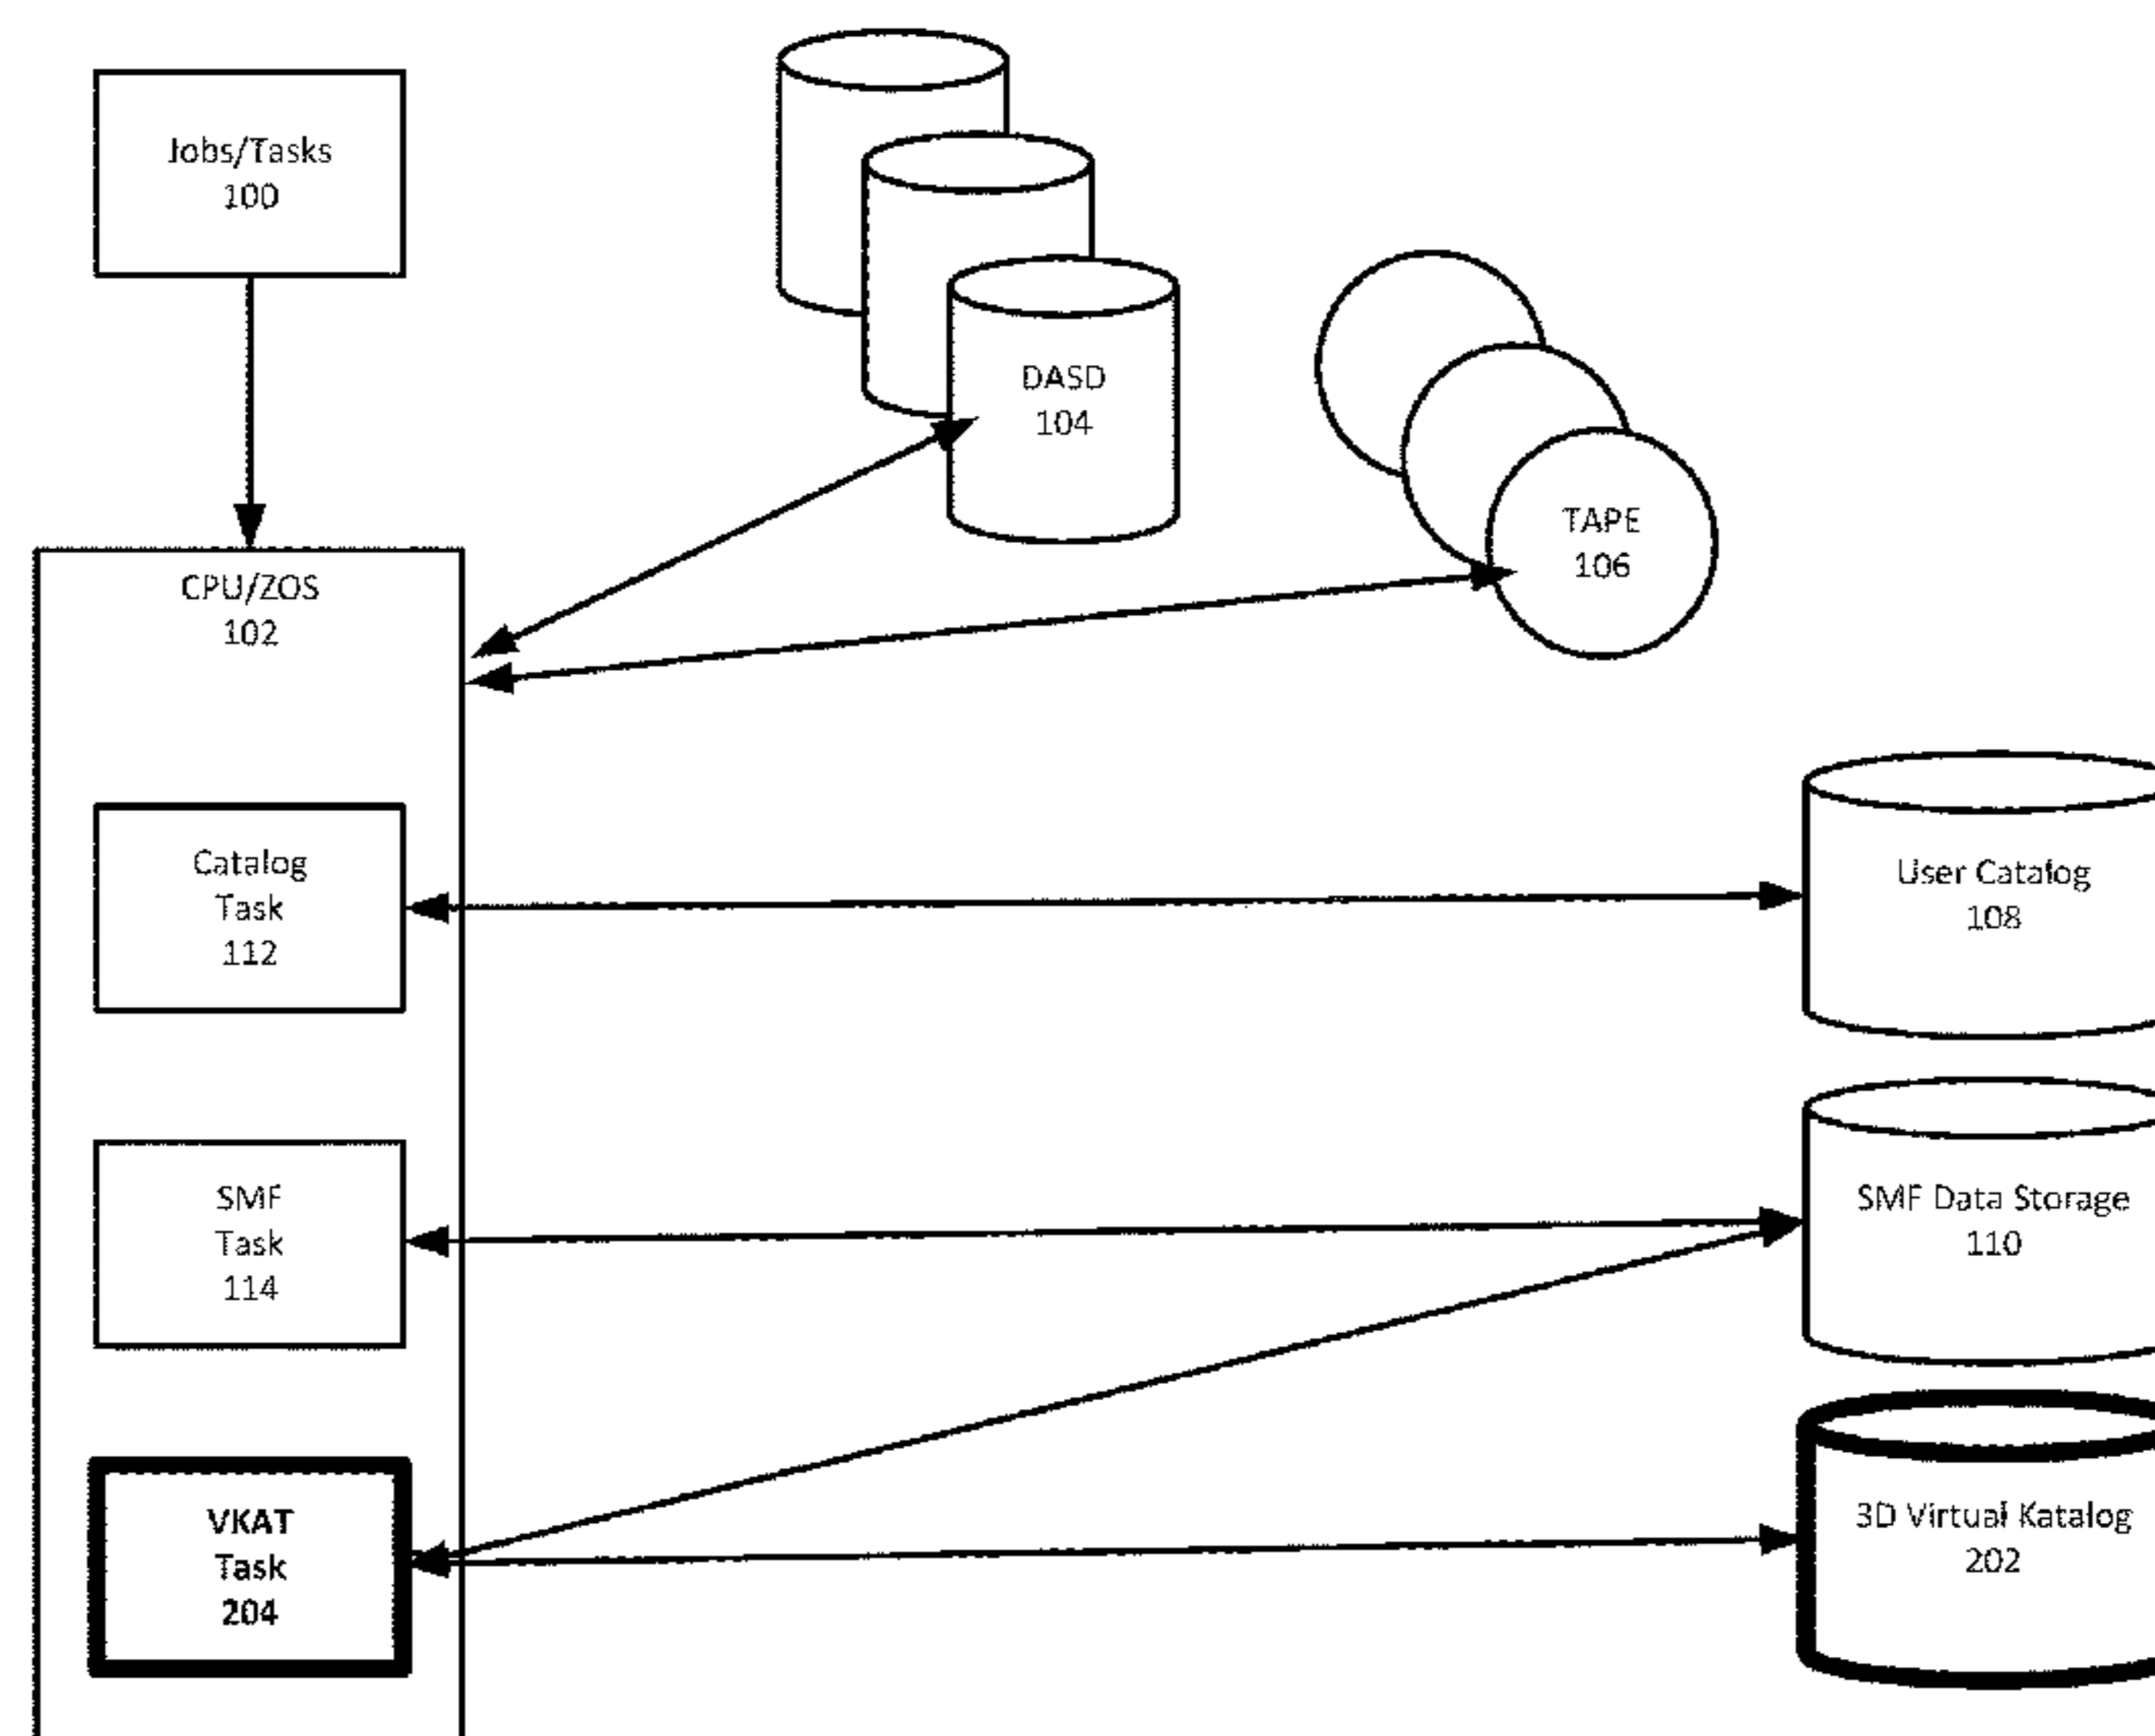 Jobs/Tasks
100
DASD
104
TAPE
106
CPU/ZOS
102
Catalog
Task
112
User Catalog
108
SMF
Task
114
SMF Data Storage
110
VKAT
Task
204
3D Virtual Katalog
202